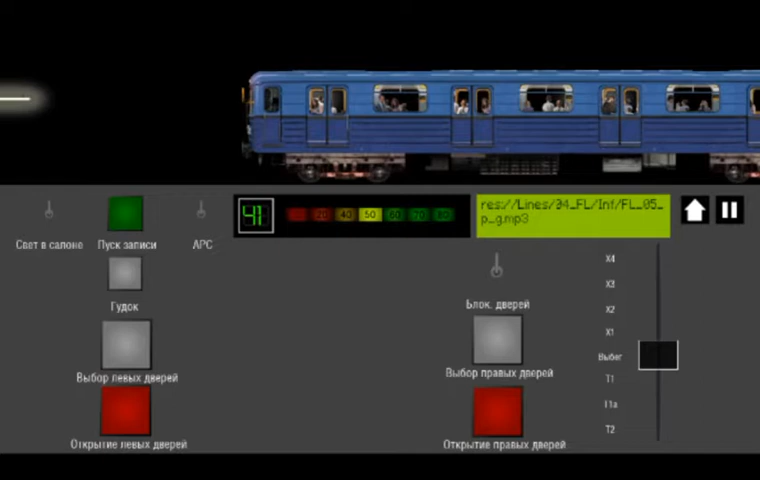 41
20 40 50 60 70 80
res://Lines/04_FL/Inf/FL_05_
p_g.mp3
Свет в салоне
Пуск записи
АРС
Гудок
Блок. дверей
Выбор левых дверей
Выбор правых дверей
Открытие левых дверей
Открытие правых дверей
X4
X3
X2
X1
Выбег
T1
T1a
T2